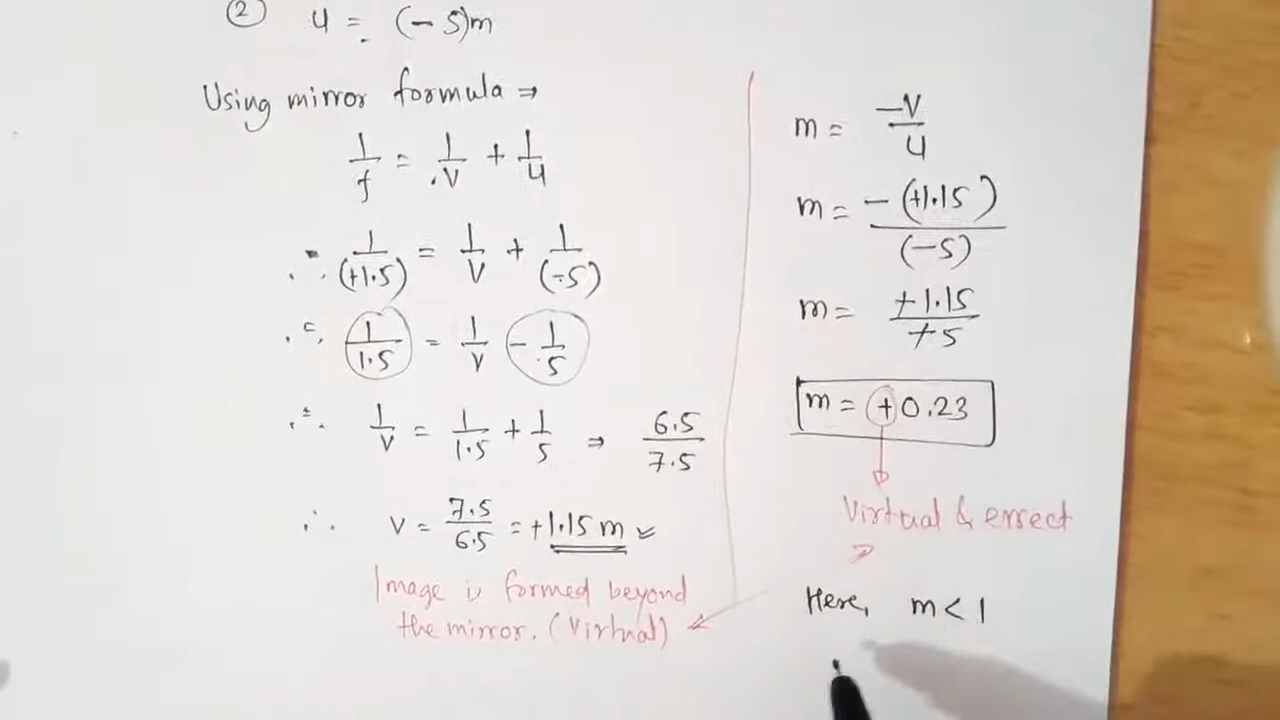 ② u = (-5)m
Using mirror formula ⇒
1/f = 1/v + 1/u
∴ 1/(+1.5) = 1/v + 1/(-5)
∴ 1/1.5 = 1/v - 1/5
∴ 1/v = 1/1.5 + 1/5 ⇒ 6.5/7.5
∴ v = 7.5/6.5 = +1.15 m
Image is formed beyond
the mirror. (Virtual)
m = -v/u
m = -(+1.15)/(-5)
m = +1.15/+5
m = +0.23
Virtual & errect
Here, m < 1